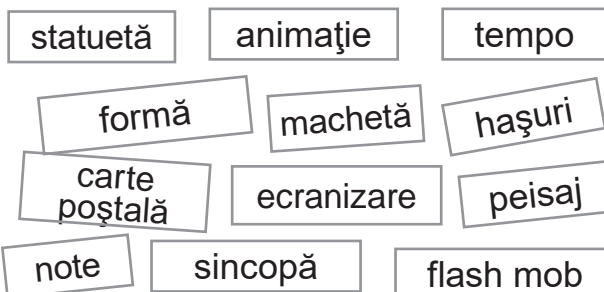 statuetă
animaţie
tempo
formă
machetă
haşuri
carte
poştală
ecranizare
peisaj
note
sincopă
flash mob